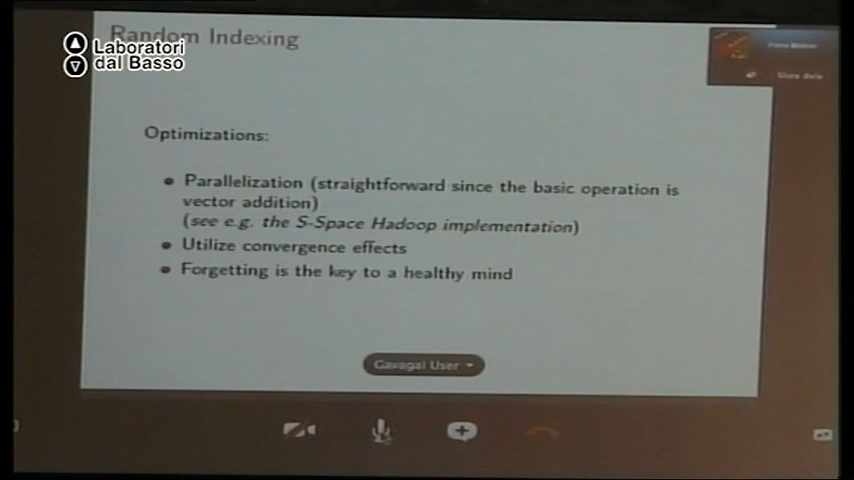 Random Indexing
Laboratori
dal Basso
Optimizations:
Parallelization (straightforward since the basic operation is
vector addition)
(see e.g. the S-Space Hadoop implementation)
Utilize convergence effects
Forgetting is the key to a healthy mind
Gavagai User